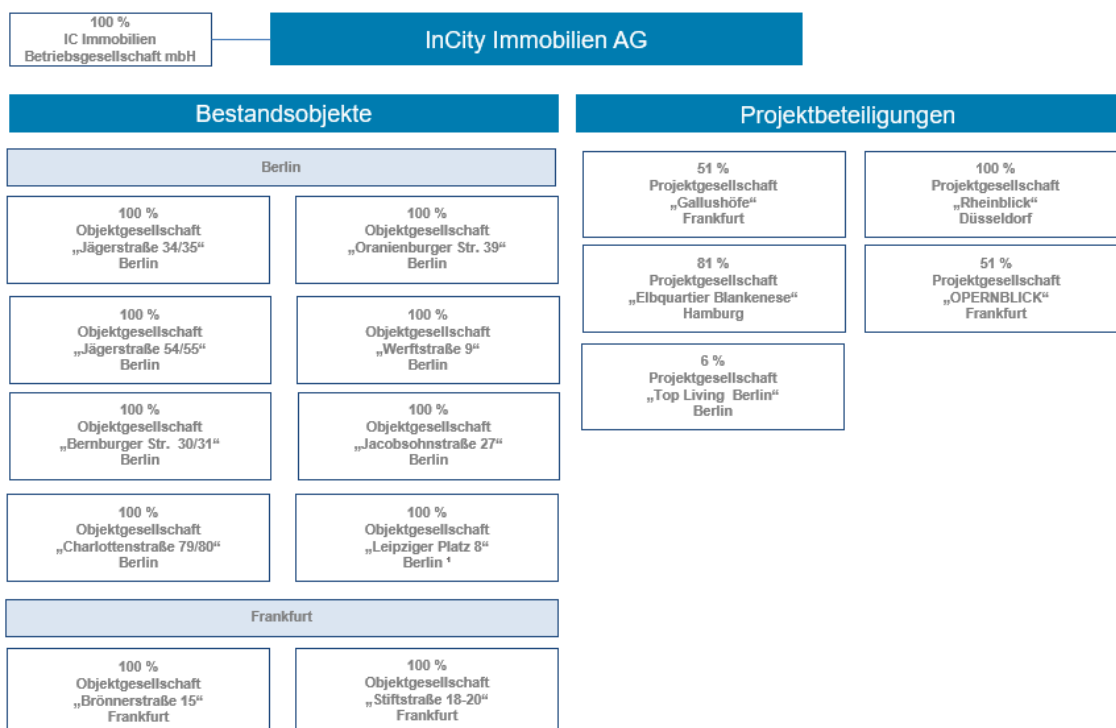 100 %
IC Immobilien
Betriebsgesellschaft mbH
InCity Immobilien AG
Bestandsobjekte
Berlin
100 %
Objektgesellschaft
„Jägerstraße 34/35“
Berlin
100 %
Objektgesellschaft
„Oranienburger Str. 39“
Berlin
100 %
Objektgesellschaft
„Jägerstraße 54/55“
Berlin
100 %
Objektgesellschaft
„Werftstraße 9“
Berlin
100 %
Objektgesellschaft
„Bernburger Str. 30/31“
Berlin
100 %
Objektgesellschaft
„Jacobsohnstraße 27“
Berlin
100 %
Objektgesellschaft
„Charlottenstraße 79/80“
Berlin
100 %
Objektgesellschaft
„Leipziger Platz 8“
Berlin ¹
Frankfurt
100 %
Objektgesellschaft
„Brönnerstraße 15“
Frankfurt
100 %
Objektgesellschaft
„Stiftstraße 18-20“
Frankfurt
Projektbeteiligungen
51 %
Projektgesellschaft
„Gallushöfe“
Frankfurt
100 %
Projektgesellschaft
„Rheinblick“
Düsseldorf
81 %
Projektgesellschaft
„Elbquartier Blankenese“
Hamburg
51 %
Projektgesellschaft
„OPERNBLICK“
Frankfurt
6 %
Projektgesellschaft
„Top Living Berlin“
Berlin